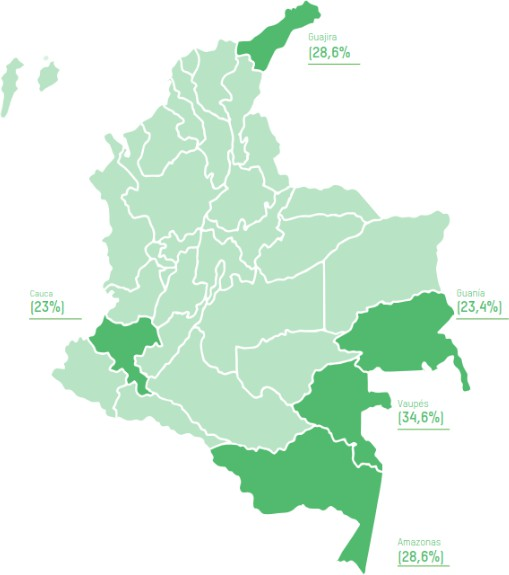 Guajira
(28,6%
Cauca
(23%)
Guanía
(23,4%)
Vaupés
(34,6%)
Amazonas
(28,6%)